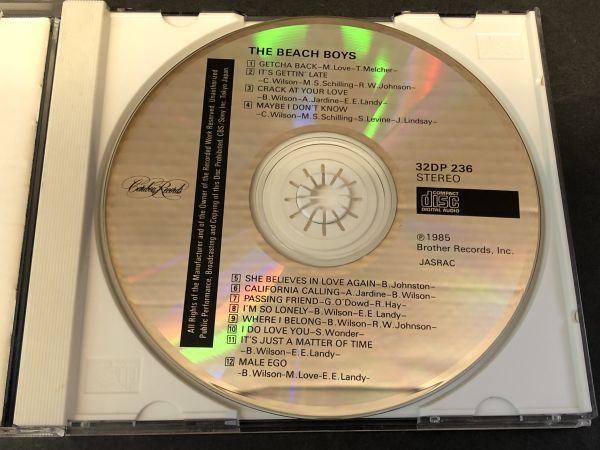 THE BEACH BOYS
1 GETCHA BACK–M.Love–T.Melcher–
2 IT'S GETTIN' LATE
–C.Wilson–M.S.Schilling–R.W.Johnson–
3 CRACK AT YOUR LOVE
–B.Wilson–A.Jardine–E.E.Landy–
4 MAYBE I DON'T KNOW
–C.Wilson–M.S.Schilling–S.Levine–J.Lindsay–
All Rights of the Manufacturer and of the Owner of the Recorded Work Reserved. Unauthorized
Public Performance, Broadcasting and Copying of this Disc Prohibited. CBS/Sony Inc. Tokyo Japan.
Caribou Records
32DP 236
STEREO
COMPACT
disc
DIGITAL AUDIO
℗1985
Brother Records, Inc.
JASRAC
5 SHE BELIEVES IN LOVE AGAIN–B.Johnston–
6 CALIFORNIA CALLING–A.Jardine–B.Wilson–
7 PASSING FRIEND–G.O'Dowd–R.Hay–
8 I'M SO LONELY–B.Wilson–E.E.Landy–
9 WHERE I BELONG–B.Wilson–R.W.Johnson–
10 I DO LOVE YOU–S.Wonder–
11 IT'S JUST A MATTER OF TIME
–B.Wilson–E.E.Landy–
12 MALE EGO
–B.Wilson–M.Love–E.E.Landy–